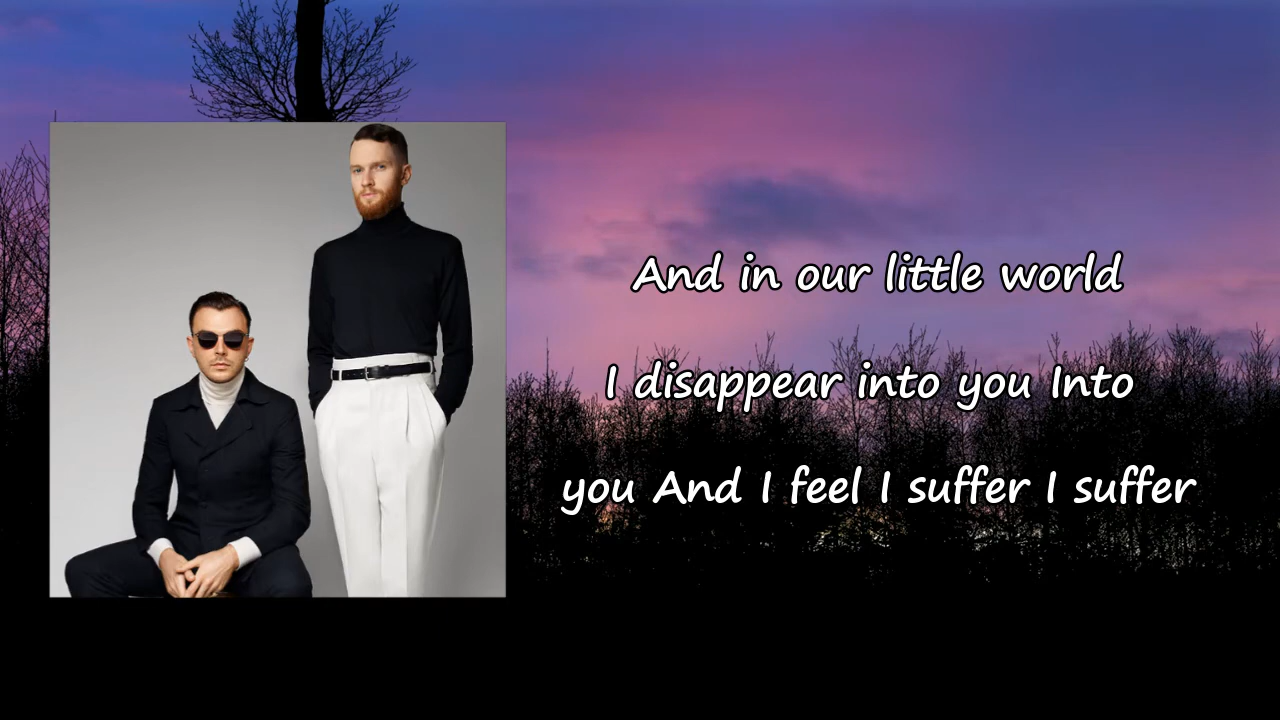 And in our little world
I disappear into you Into
you And I feel I suffer I suffer